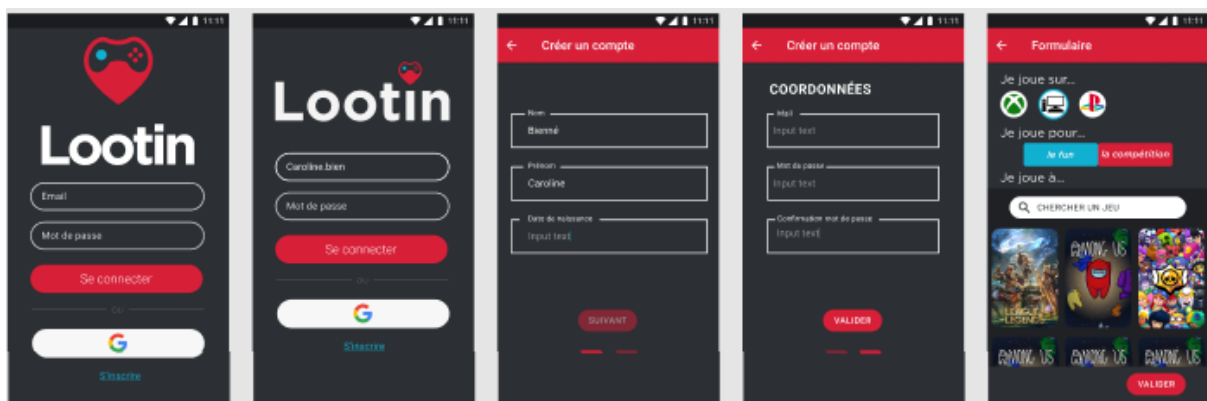 11:11
Lootin
Email
Mot de passe
Se connecter
Ou
S'inscrire
11:11
Lootin
Caroline.bien
Mot de passe
Se connecter
ou
S'inscrire
11:11
Créer un compte
Nom
Bienné
Prénom
Caroline
Date de naissance
Input text
SUIVANT
11:11
Créer un compte
COORDONNÉES
Mail
Input text
Mot de passe
Input text
Confirmation mot de passe
Input text
VALIDER
11:11
Formulaire
Je joue sur...
Je joue pour...
le fun
la compétition
Je joue à...
CHERCHER UN JEU
LEAGUE
LEGENDS
AMONG US
AMONG US
AMONG US
AMONG US
VALIDER